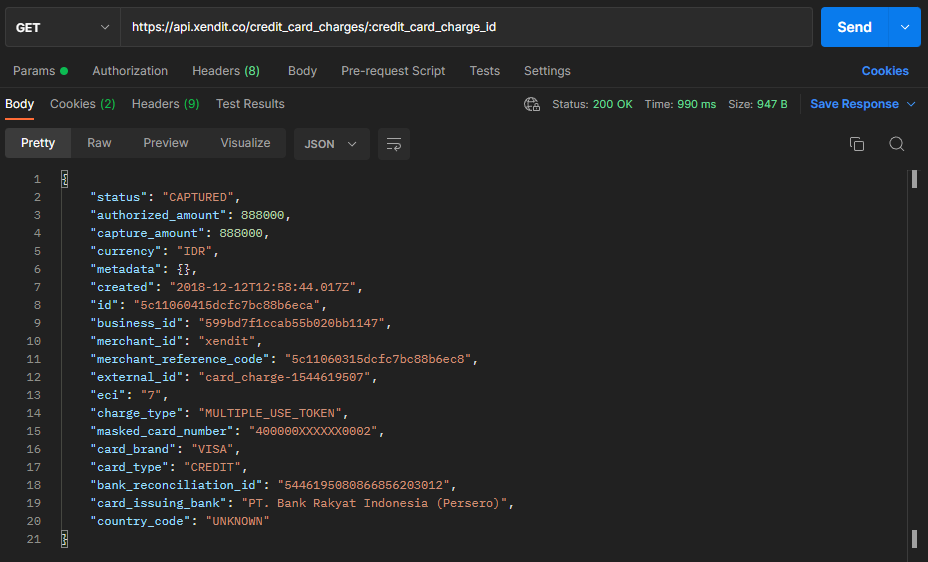 GET https://api.xendit.co/credit_card_charges/:credit_card_charge_id Send
Params Authorization Headers (8) Body Pre-request Script Tests Settings Cookies
Body Cookies (2) Headers (9) Test Results Status: 200 OK Time: 990 ms Size: 947 B Save Response
Pretty Raw Preview Visualize JSON
1 {
2 "status": "CAPTURED",
3 "authorized_amount": 888000,
4 "capture_amount": 888000,
5 "currency": "IDR",
6 "metadata": {},
7 "created": "2018-12-12T12:58:44.017Z",
8 "id": "5c11060415dcfc7bc88b6eca",
9 "business_id": "599bd7f1ccab55b020bb1147",
10 "merchant_id": "xendit",
11 "merchant_reference_code": "5c11060315dcfc7bc88b6ec8",
12 "external_id": "card_charge-1544619507",
13 "eci": "7",
14 "charge_type": "MULTIPLE_USE_TOKEN",
15 "masked_card_number": "400000XXXXXX0002",
16 "card_brand": "VISA",
17 "card_type": "CREDIT",
18 "bank_reconciliation_id": "5446195080866856203012",
19 "card_issuing_bank": "PT. Bank Rakyat Indonesia (Persero)",
20 "country_code": "UNKNOWN"
21 }